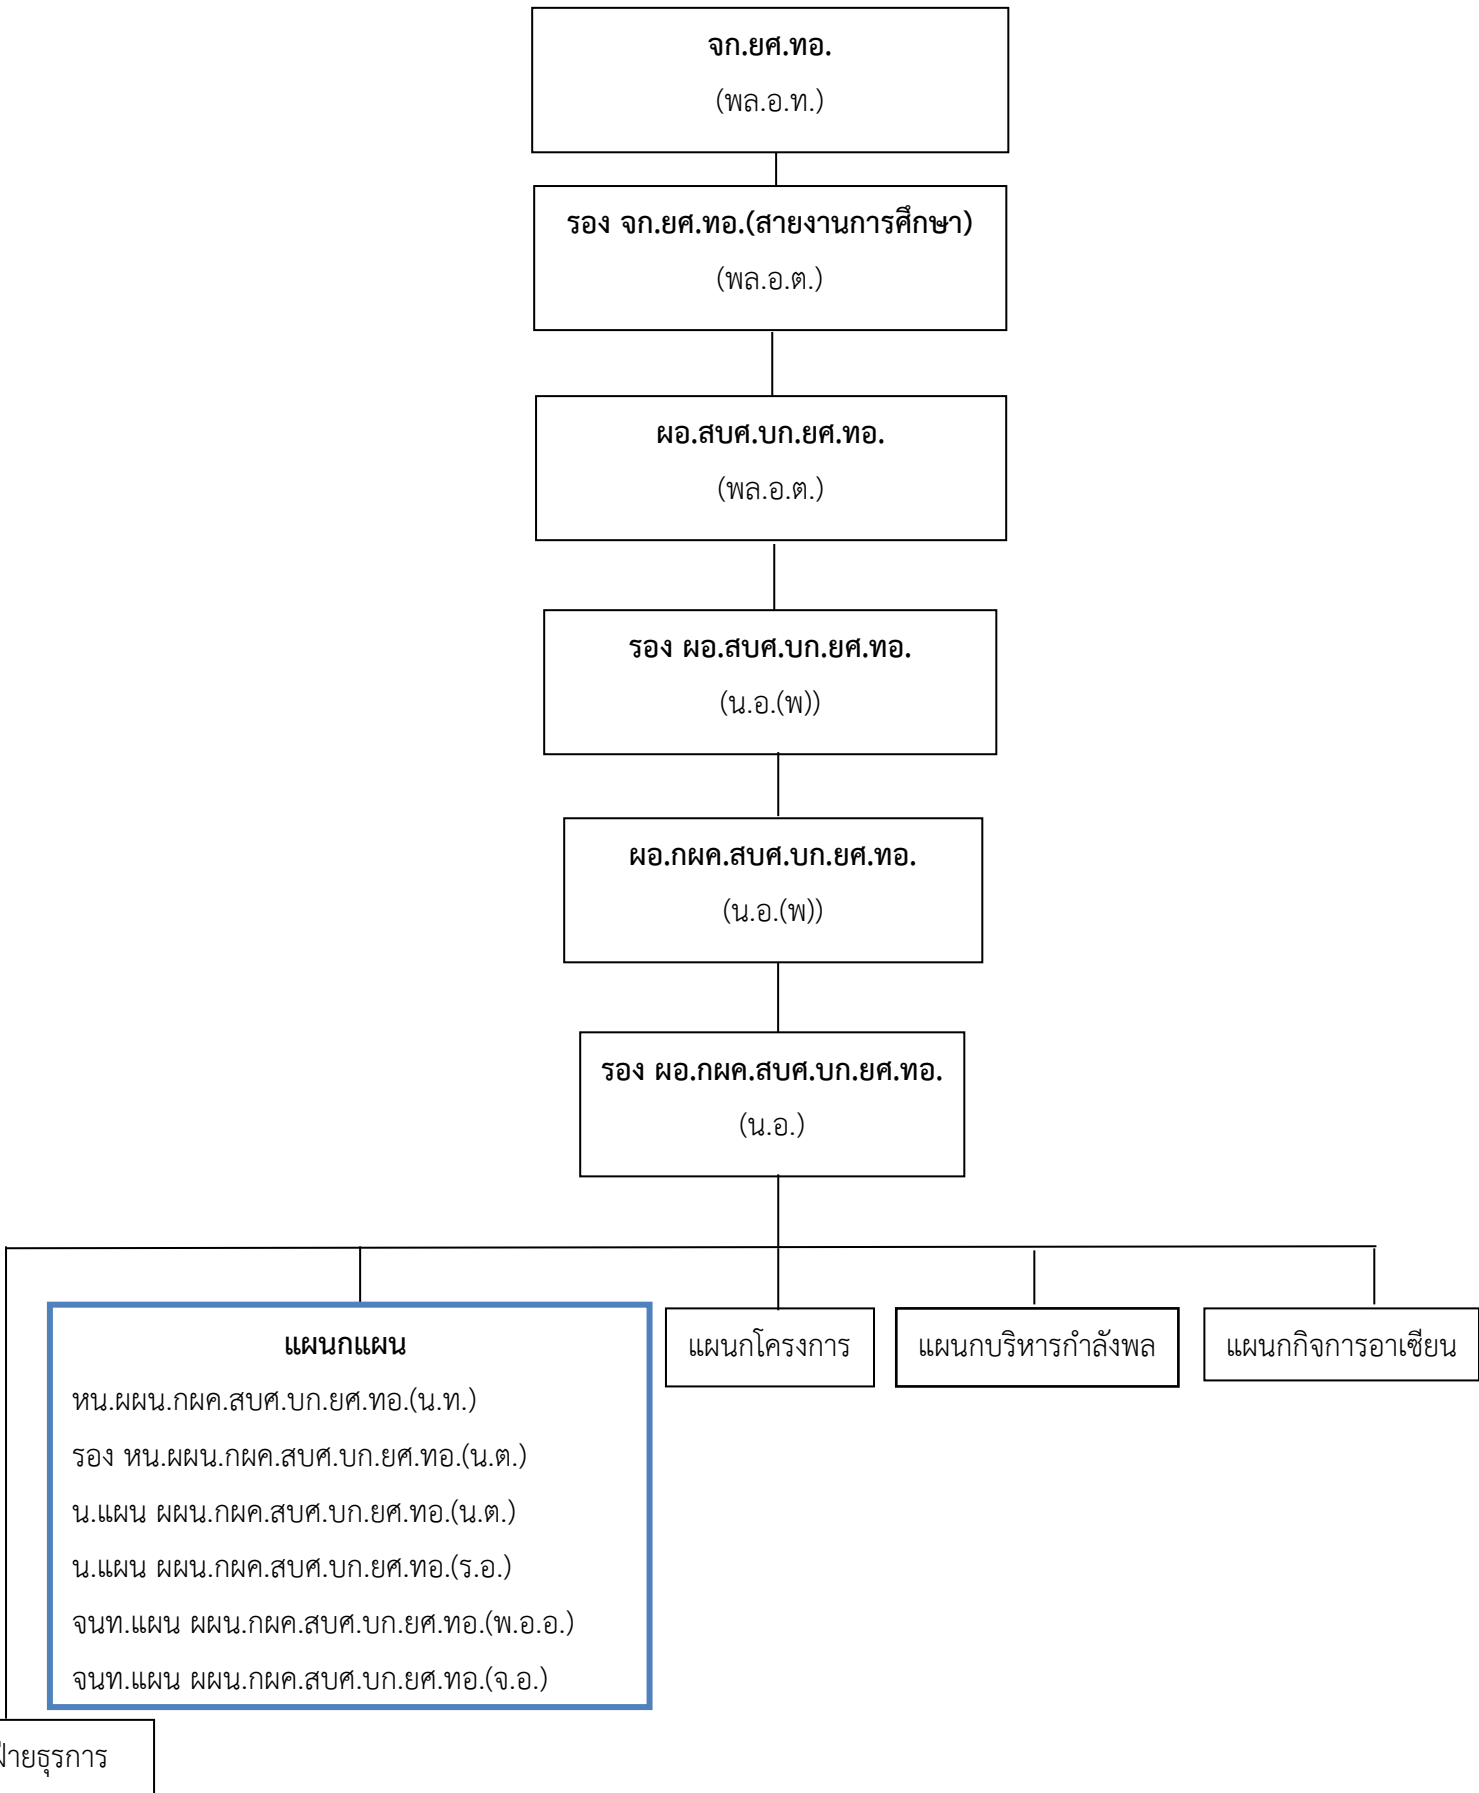 จก.ยศ.ทอ.
(พล.อ.ท.)
รอง จก.ยศ.ทอ.(สายงานการศึกษา)
(พล.อ.ต.)
ผอ.สบศ.บก.ยศ.ทอ.
(พล.อ.ต.)
รอง ผอ.สบศ.บก.ยศ.ทอ.
(น.อ.(พ))
ผอ.กผค.สบศ.บก.ยศ.ทอ.
(น.อ.(พ))
รอง ผอ.กผค.สบศ.บก.ยศ.ทอ.
(น.อ.)
แผนกแผน
หน.ผผน.กผค.สบศ.บก.ยศ.ทอ.(น.ท.)
รอง หน.ผผน.กผค.สบศ.บก.ยศ.ทอ.(น.ต.)
น.แผน ผผน.กผค.สบศ.บก.ยศ.ทอ.(น.ต.)
น.แผน ผผน.กผค.สบศ.บก.ยศ.ทอ.(ร.อ.)
จนท.แผน ผผน.กผค.สบศ.บก.ยศ.ทอ.(พ.อ.อ.)
จนท.แผน ผผน.กผค.สบศ.บก.ยศ.ทอ.(จ.อ.)
แผนกโครงการ
แผนกบริหารกำลังพล
แผนกกิจการอาเซียน
ฝ่ายธุรการ